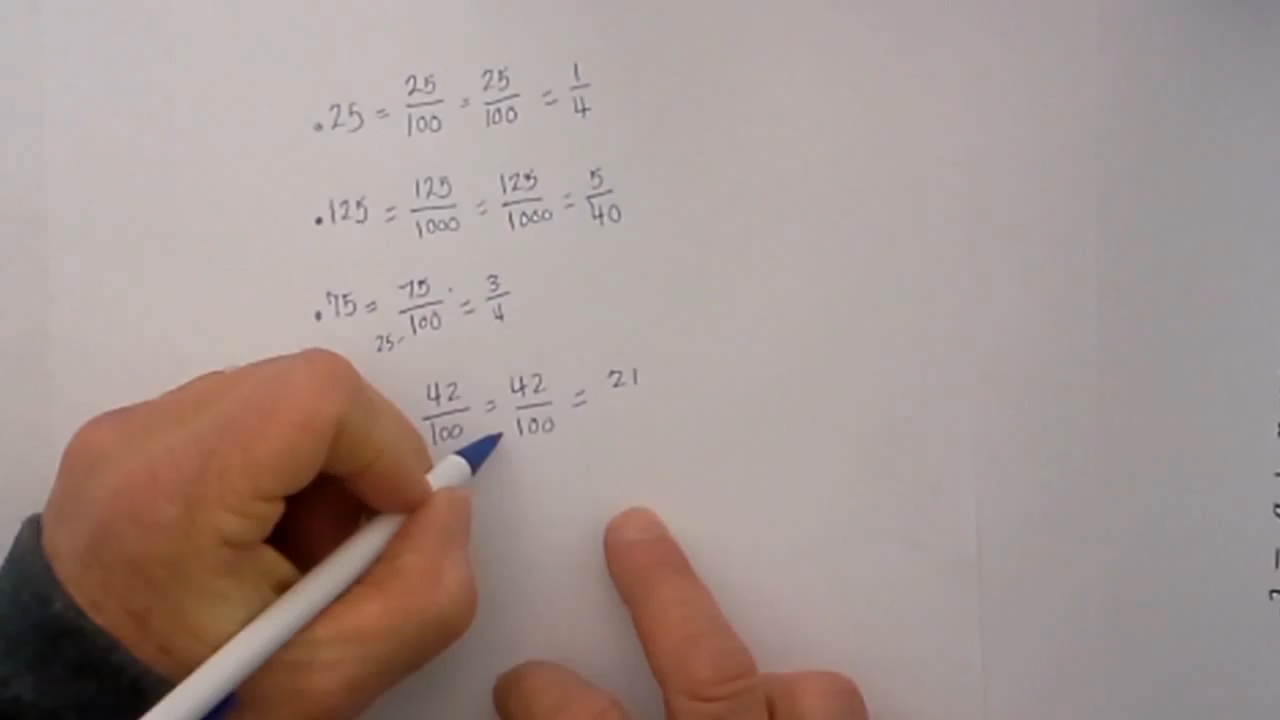 .25 = 25/100 = 25/100 = 1/4
.125 = 125/1000 = 125/1000 = 5/40
.75 = 75/100 = 3/4
25
42/100 = 42/100 = 21